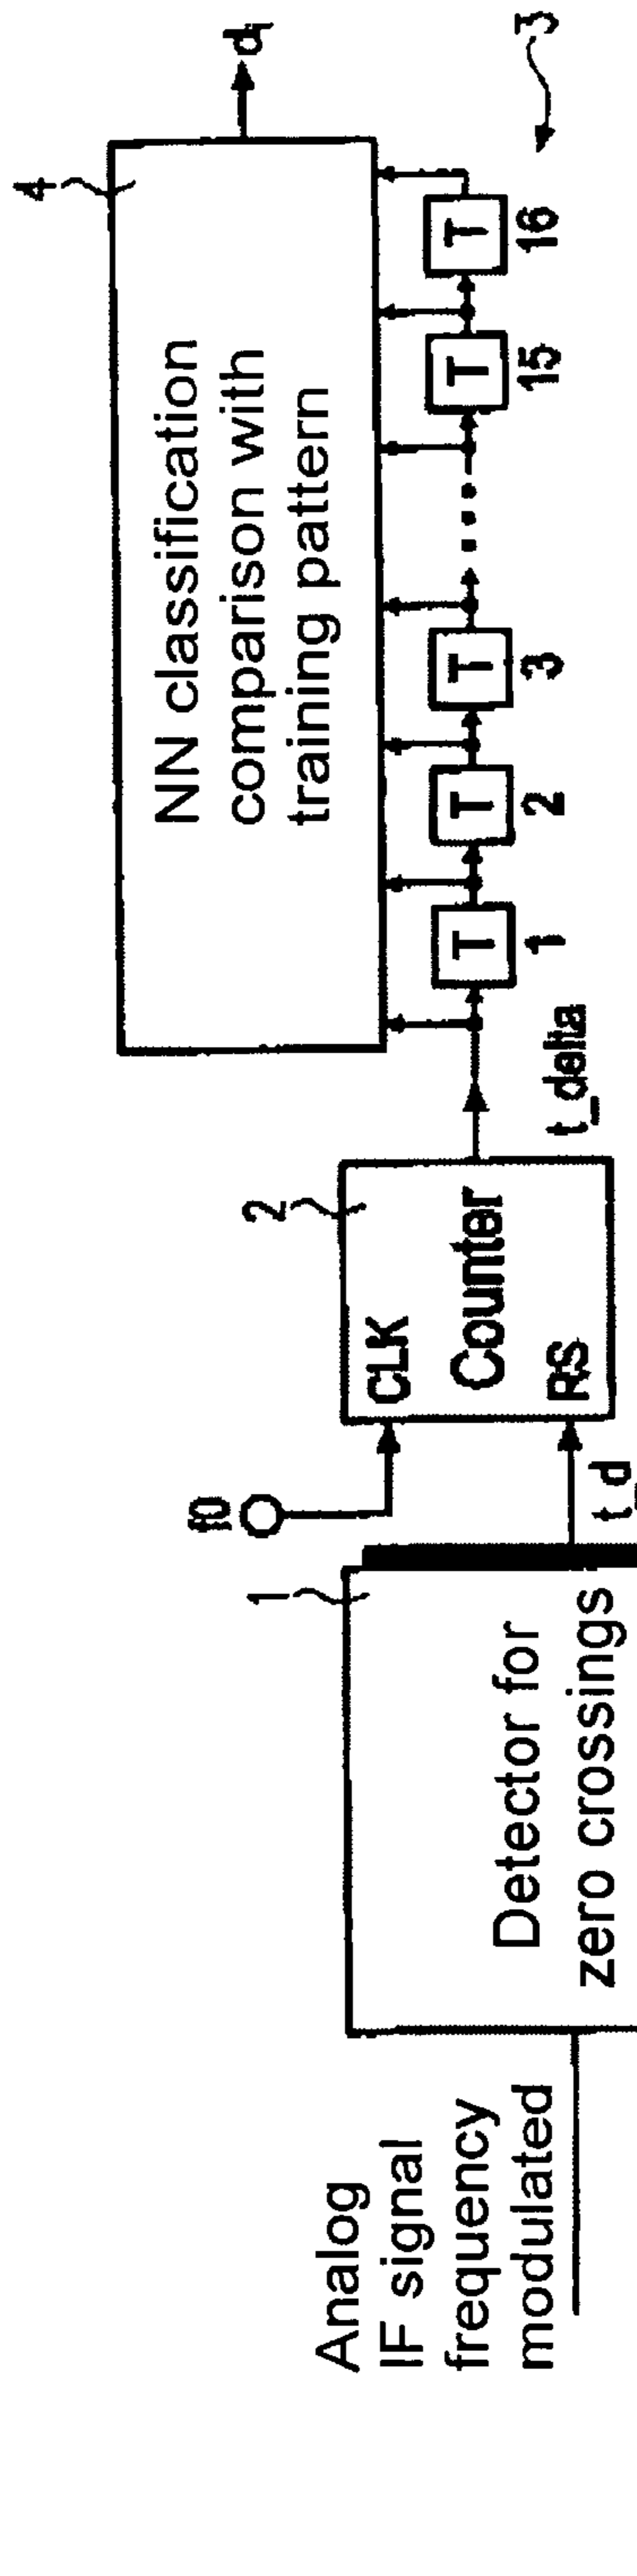 Analog
IF signal
frequency
modulated
1
Detector for
zero crossings
t_d
f0
2
CLK
Counter
RS
t_delta
4
NN classification
comparison with
training pattern
T T T T T
1 2 3 15 16
di
3